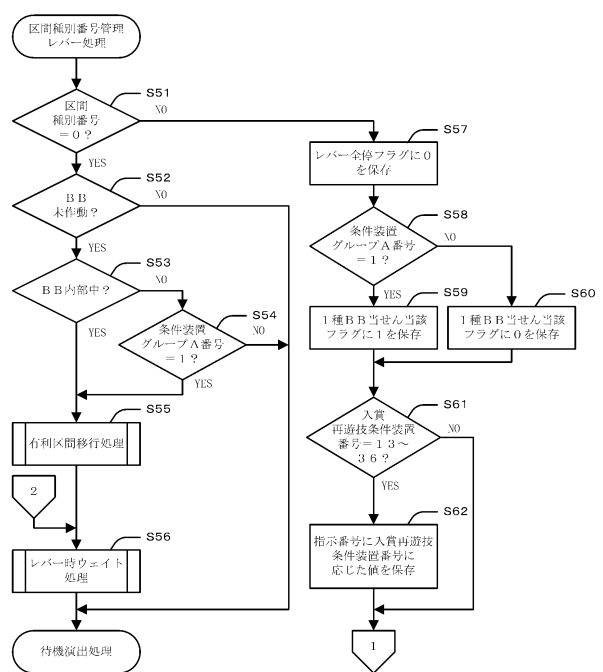 区間種別番号管理
レバー処理
S51
区間
種別番号
＝0？
NO
YES
S52
ＢＢ
未作動？
NO
YES
S53
ＢＢ内部中？
NO
YES
S54
条件装置
グループＡ番号
＝1？
NO
YES
S55
有利区間移行処理
2
S56
レバー時ウェイト
処理
待機演出処理
S57
レバー全停フラグに0
を保存
S58
条件装置
グループＡ番号
＝1？
NO
YES
S59
1種ＢＢ当せん当該
フラグに1を保存
S60
1種ＢＢ当せん当該
フラグに0を保存
S61
入賞
再遊技条件装置
番号＝13～
36？
NO
YES
S62
指示番号に入賞再遊技
条件装置番号に
応じた値を保存
1